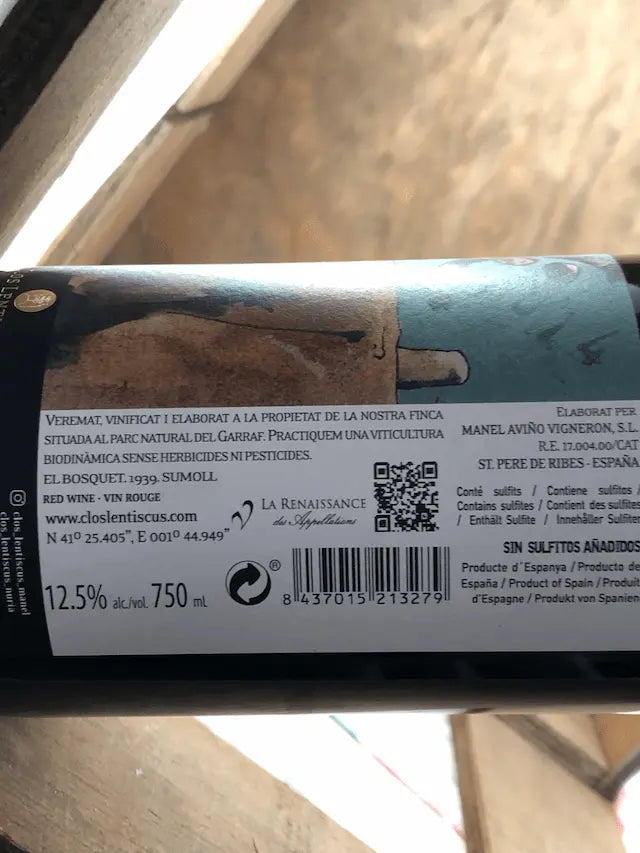 VEREMAT, VINIFICAT I ELABORAT A LA PROPIETAT DE LA NOSTRA FINCA
SITUADA AL PARC NATURAL DEL GARRAF. PRACTIQUEM UNA VITICULTURA
BIODINÀMICA SENSE HERBICIDES NI PESTICIDES.
EL BOSQUET. 1939. SUMOLL
RED WINE · VIN ROUGE
www.closlentiscus.com
N 41º 25.405”, E 001º 44.949”
LA RENAISSANCE
des Appellations
12.5% alc./vol. 750 mL
®
8 437015 213279
ELABORAT PER
MANEL AVIÑO VIGNERON, S.L.
R.E. 17.004.00/CAT
ST. PERE DE RIBES - ESPAÑA
Conté sulfits / Contiene sulfitos /
Contains sulfites / Contient des sulfites
/ Enthält Sulfite / Innehåller Sulfiter
SIN SULFITOS AÑADIDOS
Producte d'Espanya / Producto de
España / Product of Spain / Produit
d'Espagne / Produkt von Spanien
clos_lentiscus_manel
clos_lentiscus_nuria